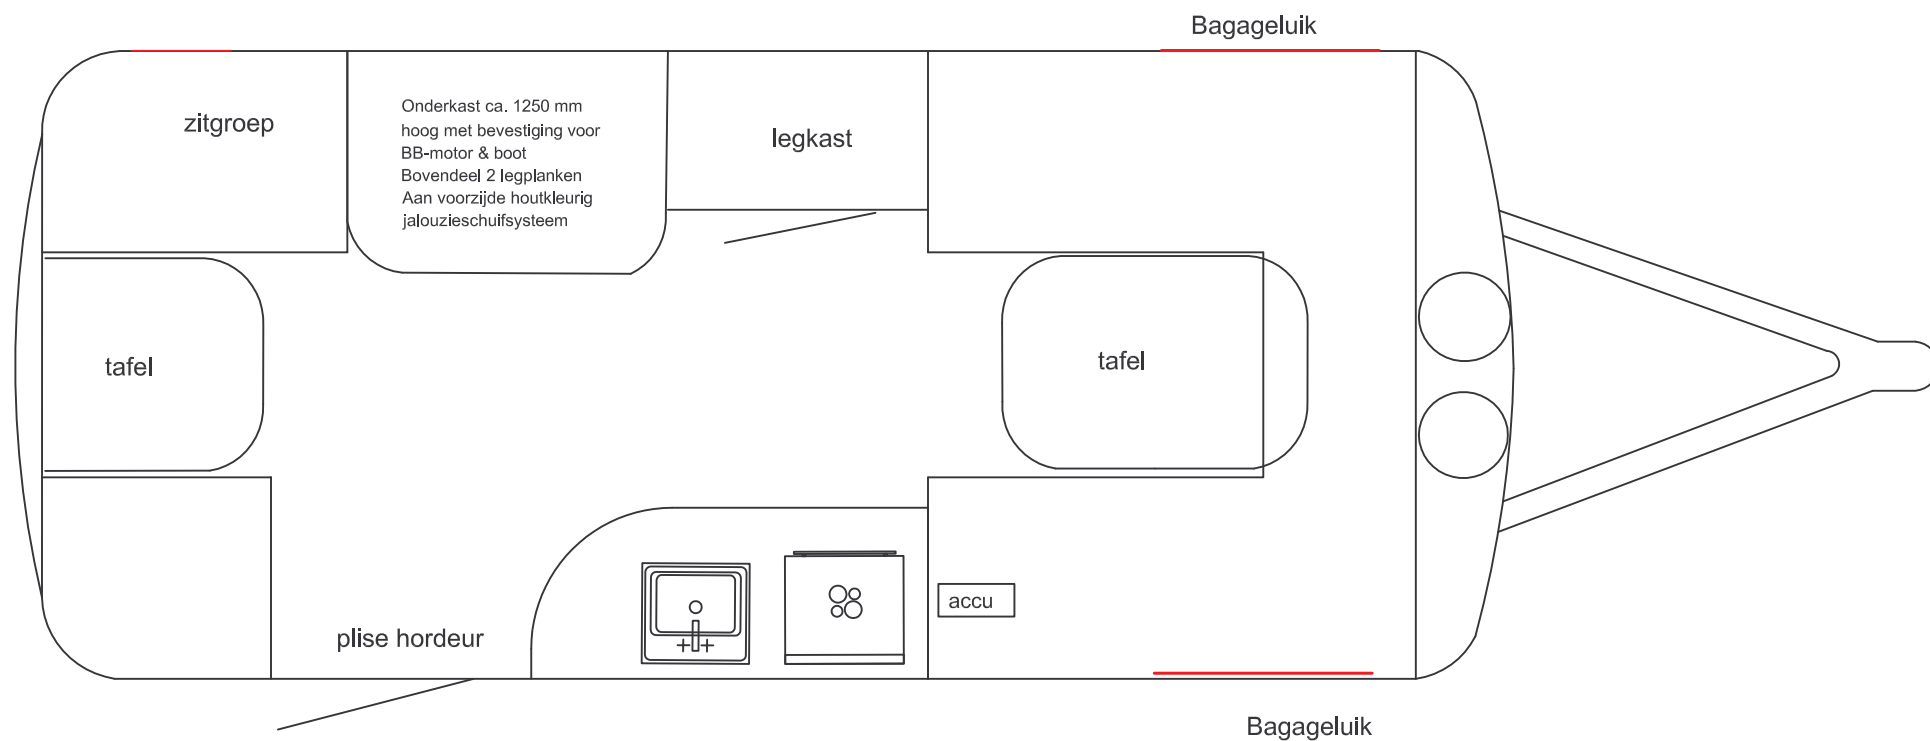 Bagageluik
zitgroep
Onderkast ca. 1250 mm
hoog met bevestiging voor
BB-motor & boot
Bovendeel 2 legplanken
Aan voorzijde houtkleurig
jalouzieschuifsysteem
legkast
tafel
tafel
accu
plise hordeur
Bagageluik